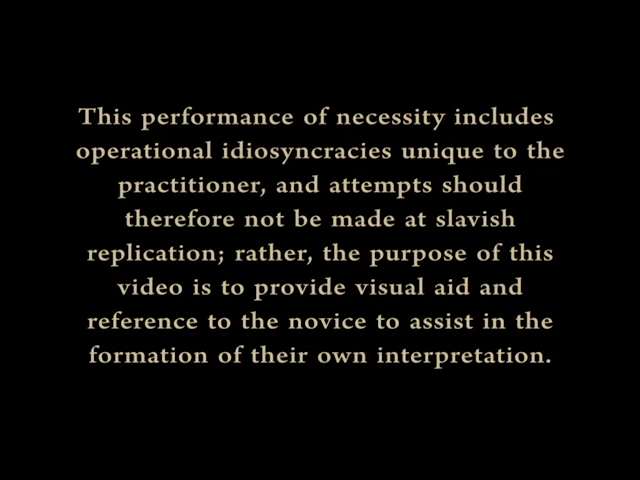 This performance of necessity includes
operational idiosyncracies unique to the
practitioner, and attempts should
therefore not be made at slavish
replication; rather, the purpose of this
video is to provide visual aid and
reference to the novice to assist in the
formation of their own interpretation.